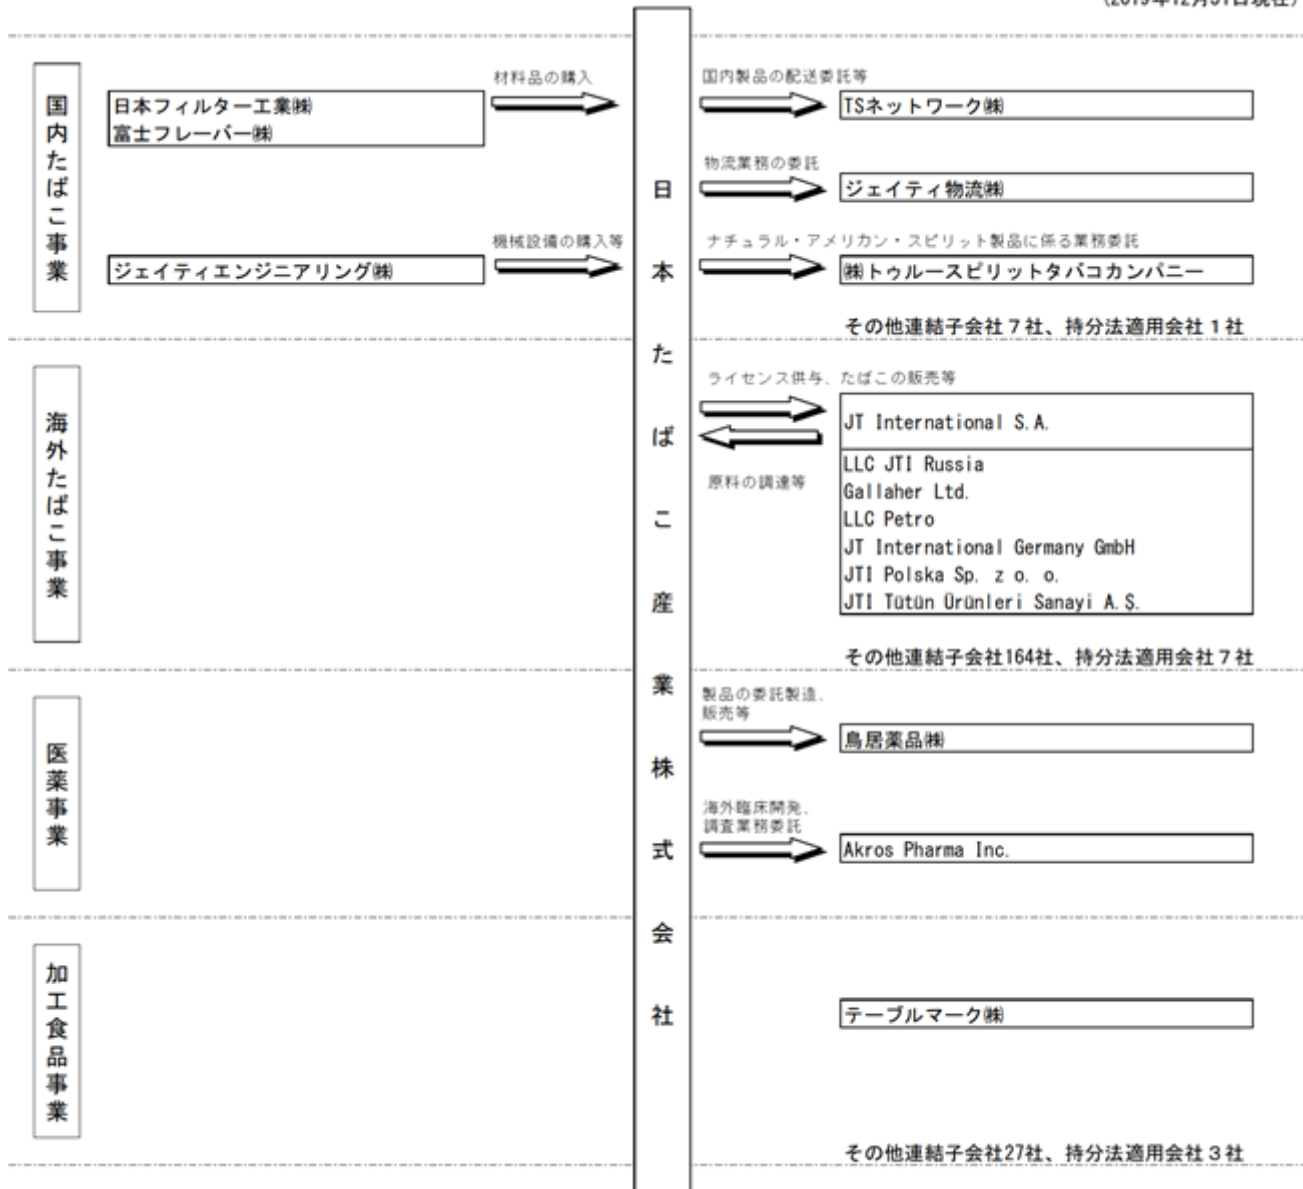 (2019年12月31日現在)
国内たばこ事業
材料品の購入
日本フィルター工業㈱
富士フレーバー㈱
機械設備の購入等
ジェイティエンジニアリング㈱
日本たばこ産業株式会社
国内製品の配送委託等
TSネットワーク㈱
物流業務の委託
ジェイティ物流㈱
ナチュラル・アメリカン・スピリット製品に係る業務委託
㈱トゥルースピリットタバコカンパニー
その他連結子会社７社、持分法適用会社１社
海外たばこ事業
ライセンス供与、たばこの販売等
JT International S.A.
原料の調達等
LLC JTI Russia
Gallaher Ltd.
LLC Petro
JT International Germany GmbH
JTI Polska Sp. z o. o.
JTI Tütün Ürünleri Sanayi A.Ş.
その他連結子会社164社、持分法適用会社７社
医薬事業
製品の委託製造、
販売等
鳥居薬品㈱
海外臨床開発、
調査業務委託
Akros Pharma Inc.
加工食品事業
テーブルマーク㈱
その他連結子会社27社、持分法適用会社３社